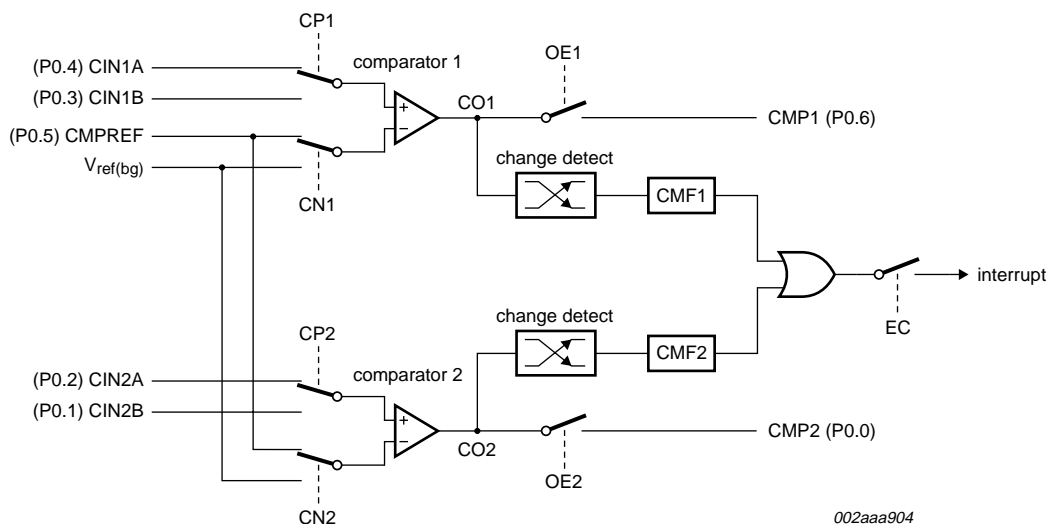 CP1
OE1
(P0.4) CIN1A
comparator 1
(P0.3) CIN1B
+
CO1
CMP1 (P0.6)
(P0.5) CMPREF
−
Vref(bg)
change detect
CN1
CMF1
interrupt
EC
CP2
change detect
CMF2
(P0.2) CIN2A
comparator 2
(P0.1) CIN2B
+
CO2
CMP2 (P0.0)
−
OE2
CN2
002aaa904